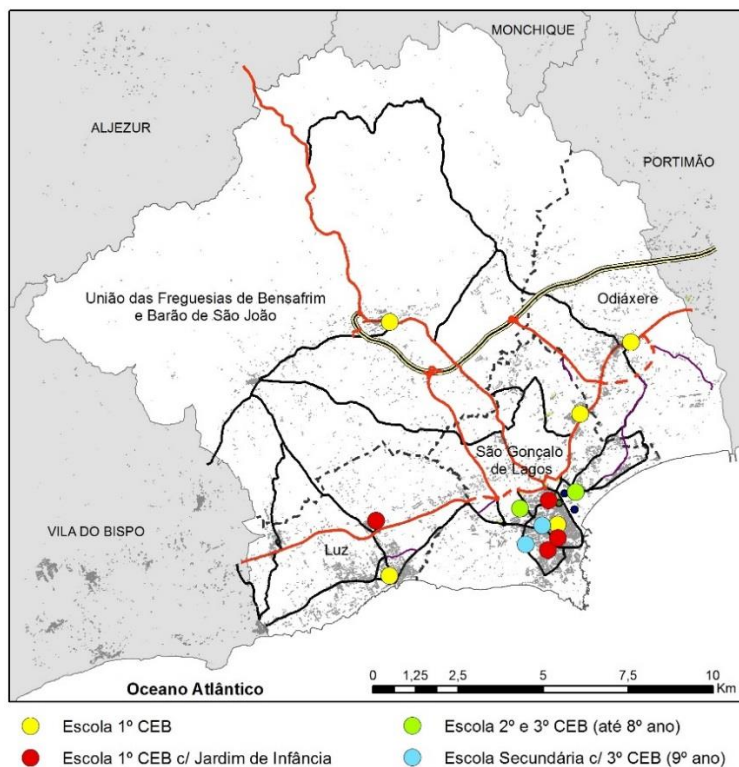 MONCHIQUE
ALJEZUR
PORTIMÃO
União das Freguesias de Bensafrim
e Barão de São João
Odiáxere
São Gonçalo
de Lagos
VILA DO BISPO
Luz
Oceano Atlântico
0 1,25 2,5 5 7,5 10
Km
Escola 1º CEB
Escola 2º e 3º CEB (até 8º ano)
Escola 1º CEB c/ Jardim de Infância
Escola Secundária c/ 3º CEB (9º ano)